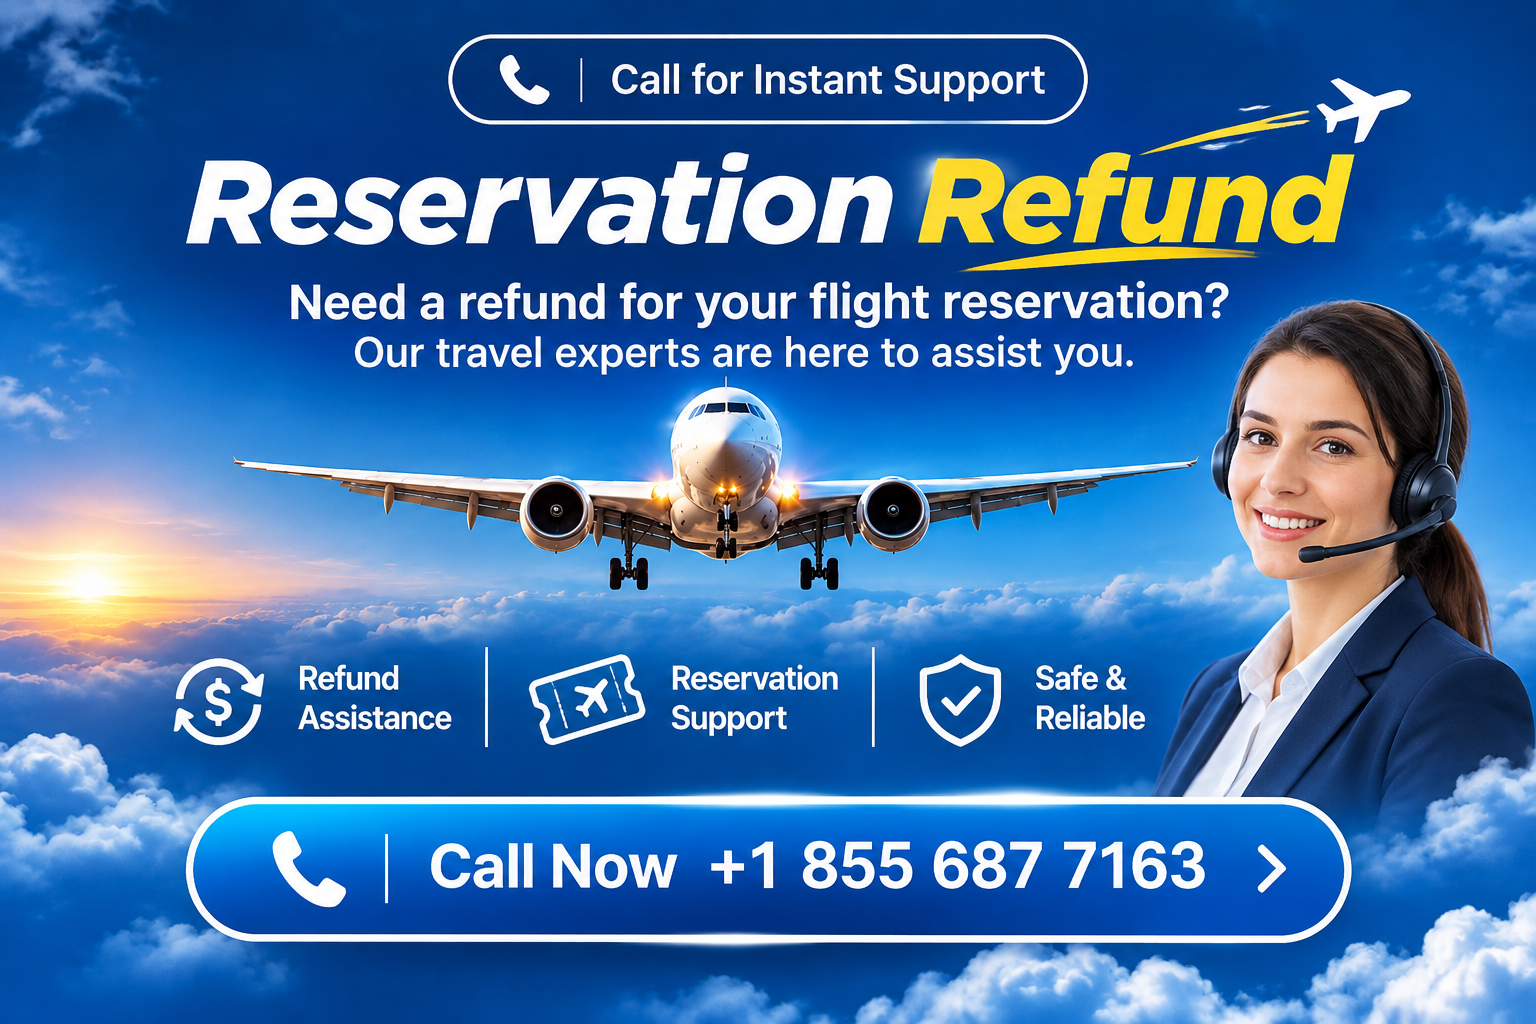 Call for Instant Support
Reservation Refund
Need a refund for your flight reservation?
Our travel experts are here to assist you.
Refund
Assistance
Reservation
Support
Safe &
Reliable
Call Now +1 855 687 7163